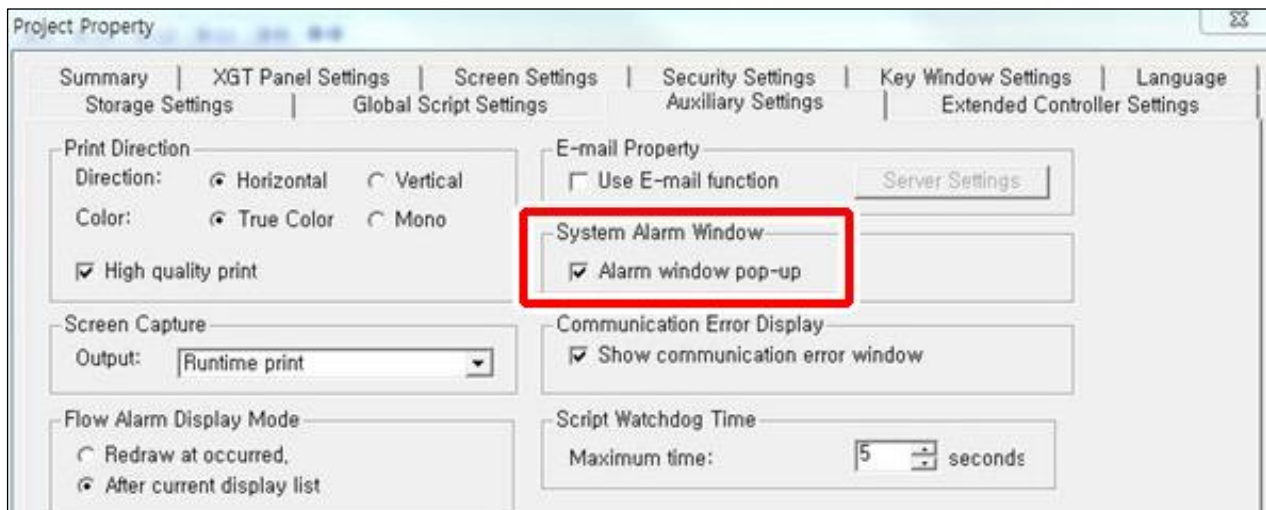 Project Property
Summary | XGT Panel Settings | Screen Settings | Security Settings | Key Window Settings | Language
Storage Settings | Global Script Settings Auxiliary Settings | Extended Controller Settings
Print Direction
Direction: Horizontal Vertical
Color: True Color Mono
High quality print
E-mail Property
Use E-mail function Server Settings
System Alarm Window
Alarm window pop-up
Screen Capture
Output: Runtime print
Communication Error Display
Show communication error window
Flow Alarm Display Mode
Redraw at occurred,
After current display list
Script Watchdog Time
Maximum time: 5 seconds